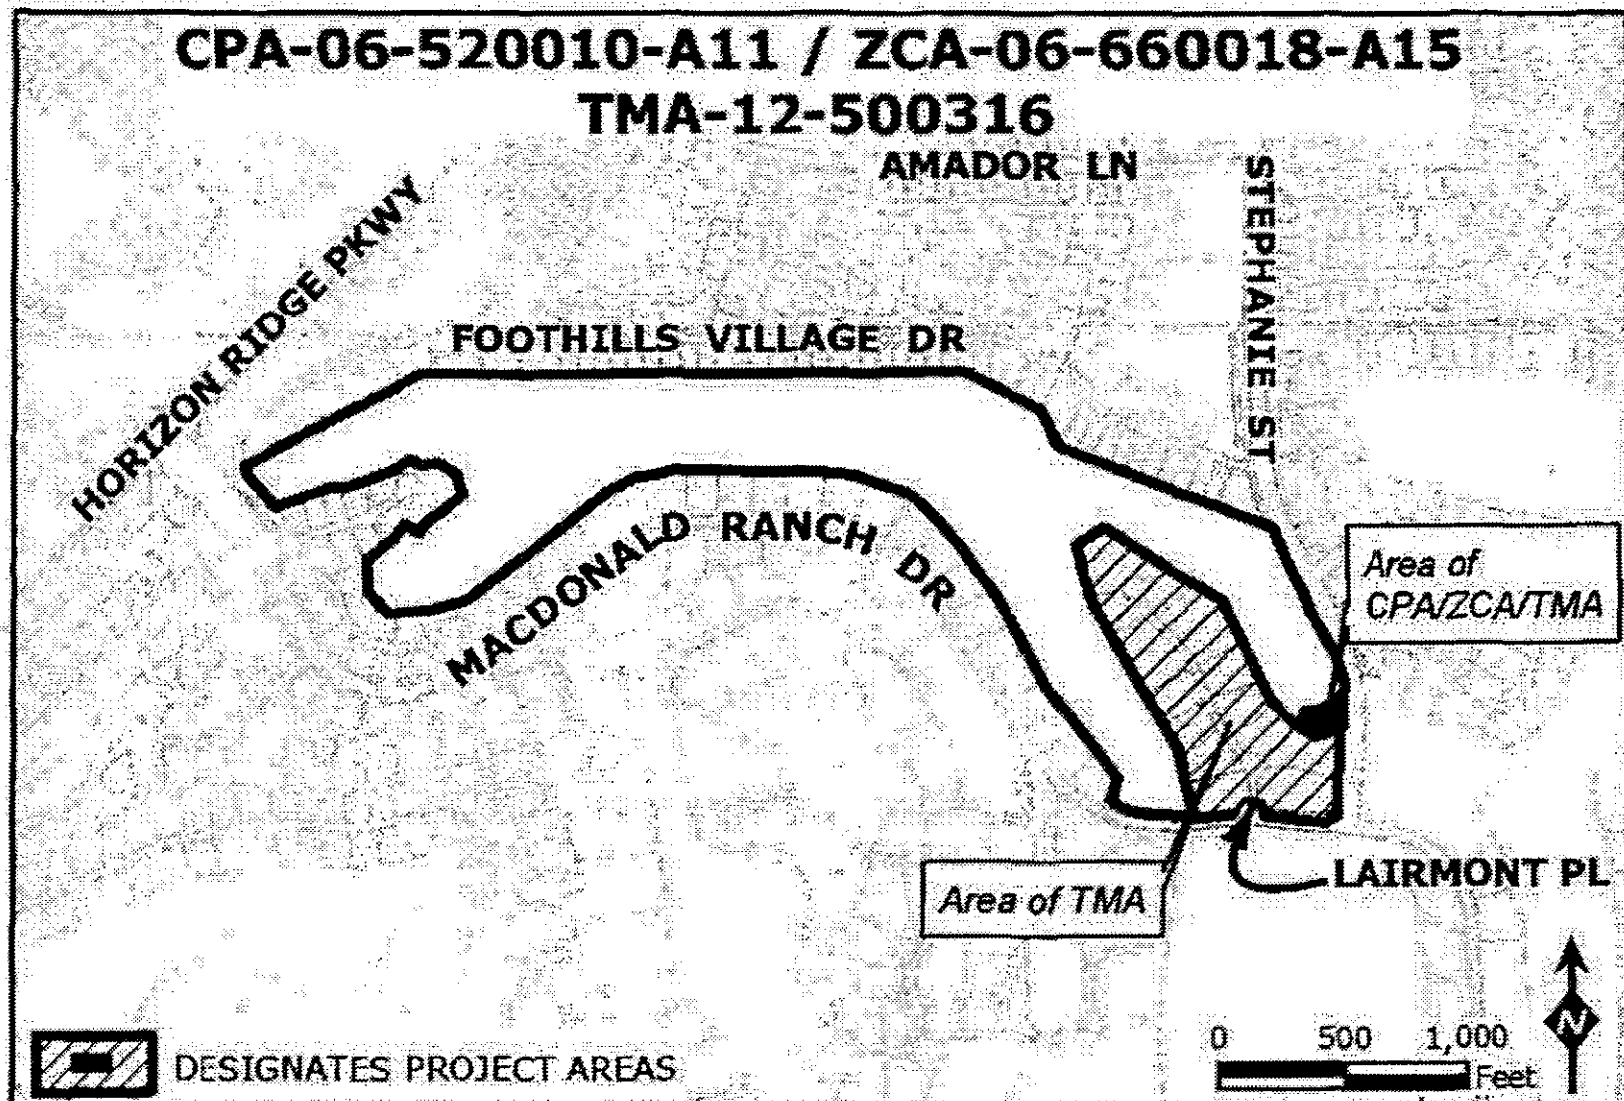 CPA-06-520010-A11 / ZCA-06-660018-A15
TMA-12-500316
AMADOR LN
STEPHANIE ST
HORIZON RIDGE PKWY
FOOTHILLS VILLAGE DR
MACDONALD RANCH DR
Area of
CPA/ZCA/TMA
Area of TMA
LAIRMONT PL
N
0 500 1,000
Feet
DESIGNATES PROJECT AREAS